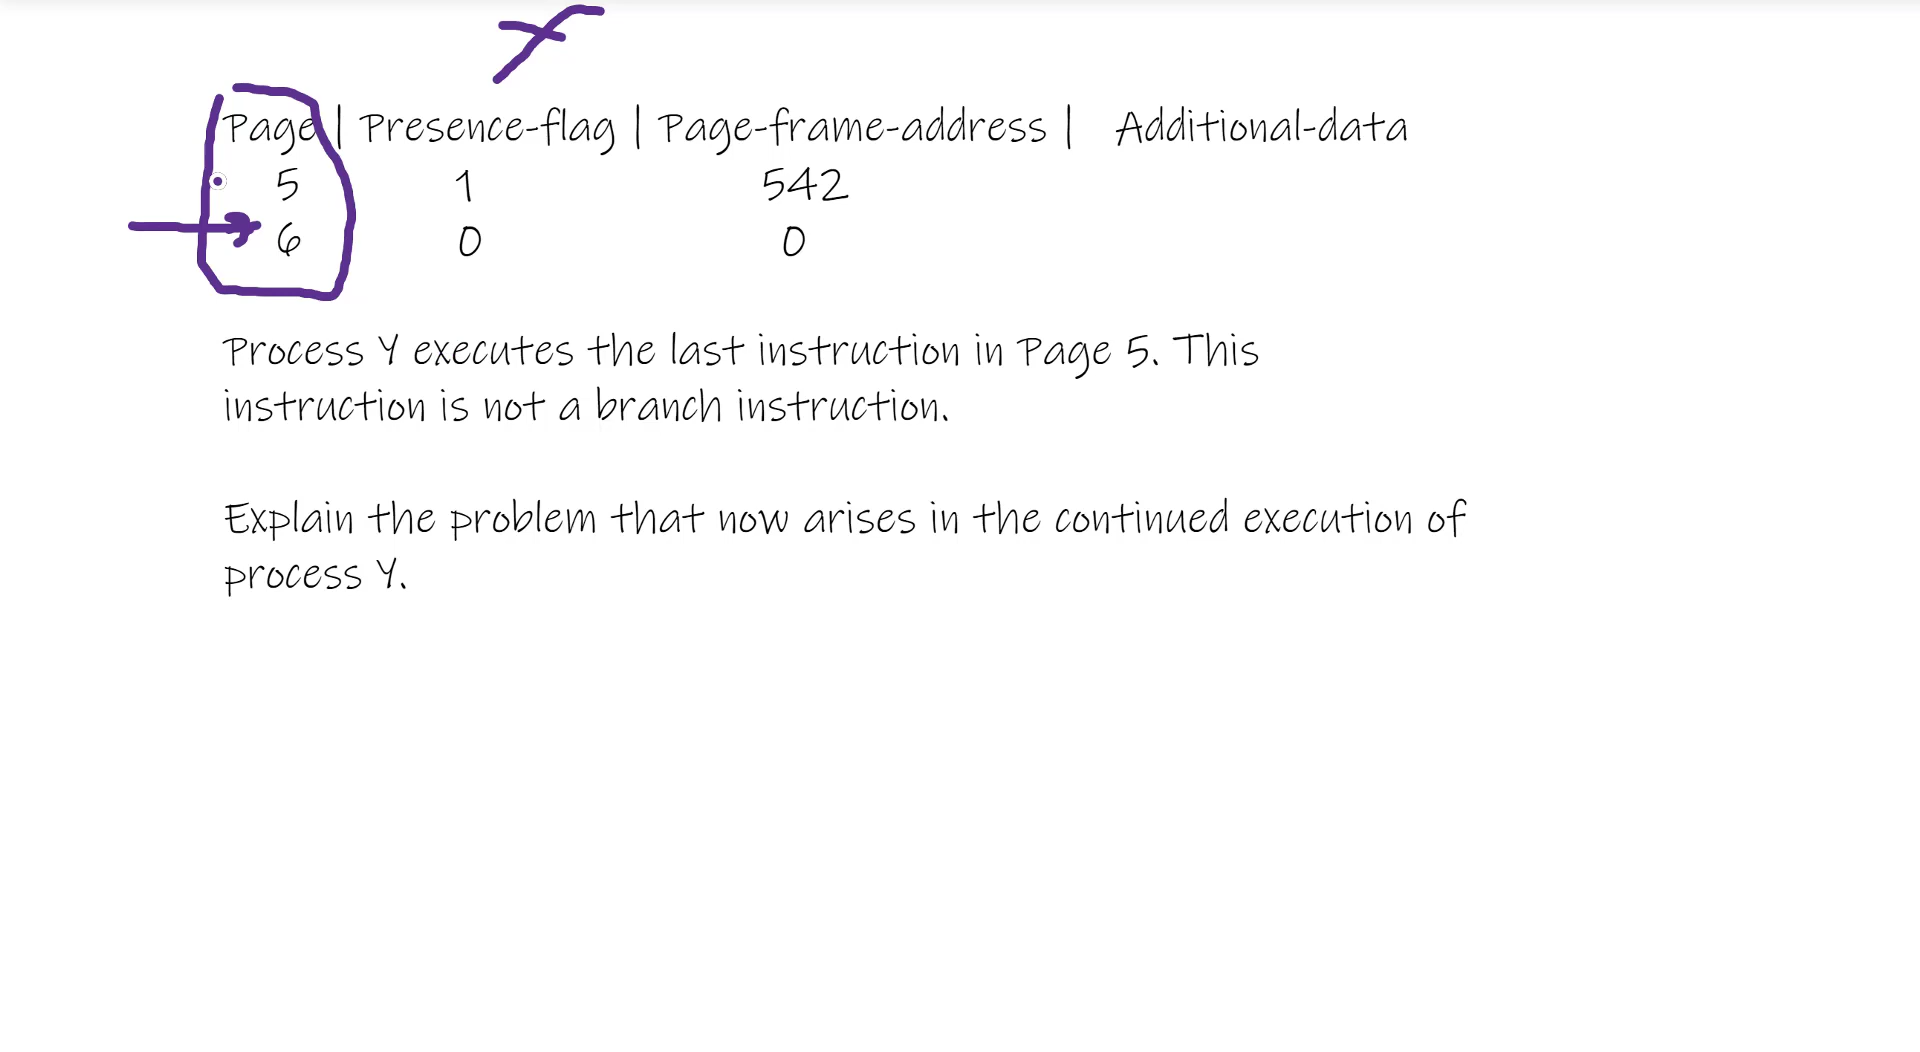 Page | Presence-flag | Page-frame-address | Additional-data
5 1 542
6 0 0
Process Y executes the last instruction in Page 5. This
instruction is not a branch instruction.
Explain the problem that now arises in the continued execution of
process Y.